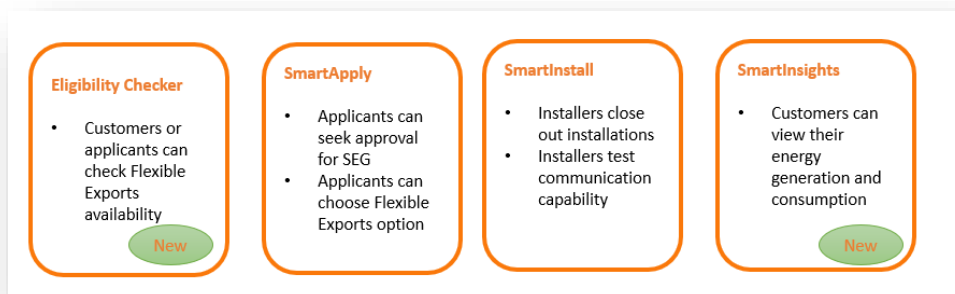 Eligibility Checker
• Customers or
applicants can
check Flexible
Exports
availability
New
SmartApply
• Applicants can
seek approval
for SEG
• Applicants can
choose Flexible
Exports option
SmartInstall
• Installers close
out installations
• Installers test
communication
capability
SmartInsights
• Customers can
view their
energy
generation and
consumption
New